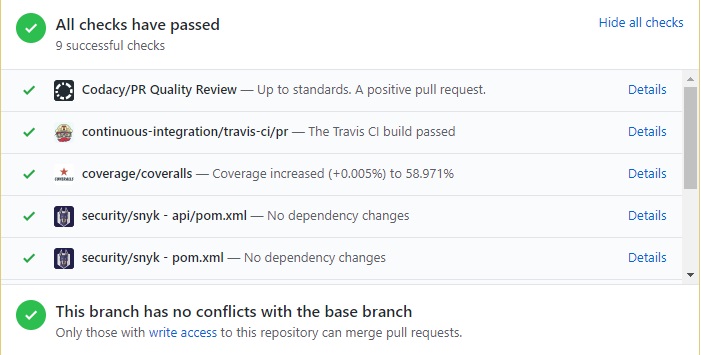 All checks have passed
9 successful checks
Hide all checks
Codacy/PR Quality Review — Up to standards. A positive pull request. Details
continuous-integration/travis-ci/pr — The Travis CI build passed Details
COVERALLS coverage/coveralls — Coverage increased (+0.005%) to 58.971% Details
security/snyk - api/pom.xml — No dependency changes Details
security/snyk - pom.xml — No dependency changes Details
This branch has no conflicts with the base branch
Only those with write access to this repository can merge pull requests.